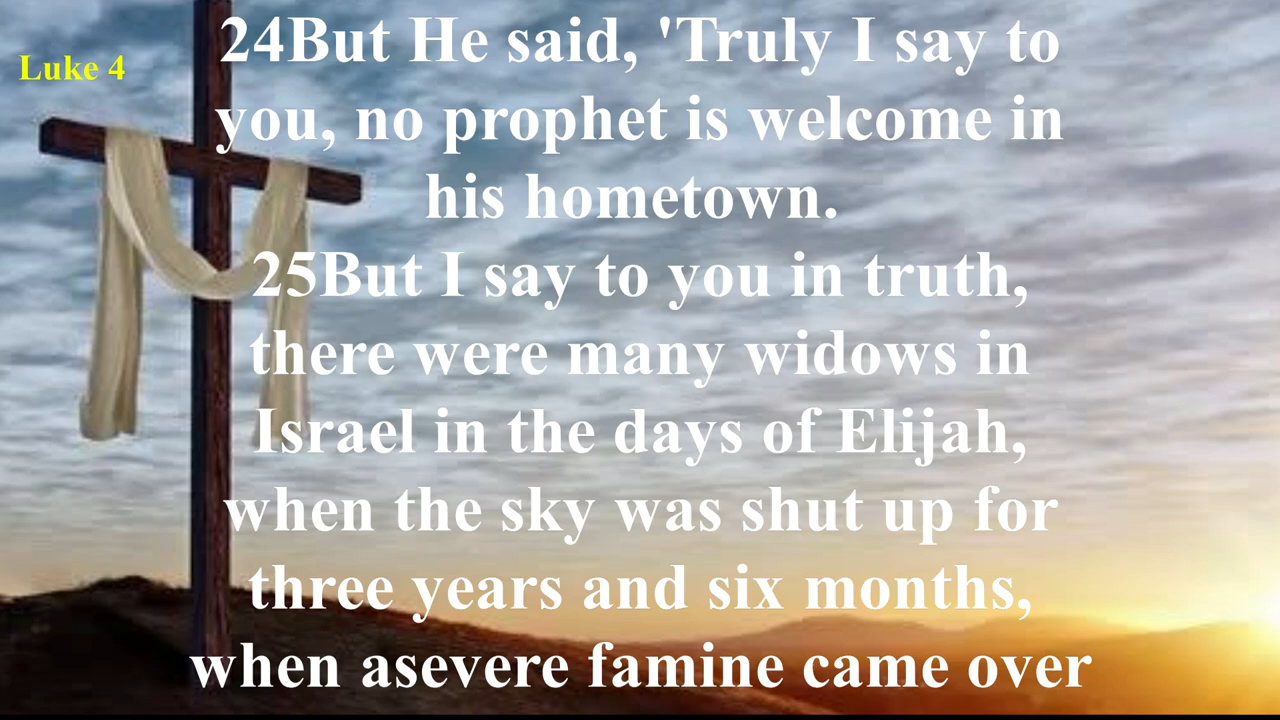 Luke 4
24But He said, 'Truly I say to
you, no prophet is welcome in
his hometown.
25But I say to you in truth,
there were many widows in
Israel in the days of Elijah,
when the sky was shut up for
three years and six months,
when asevere famine came over